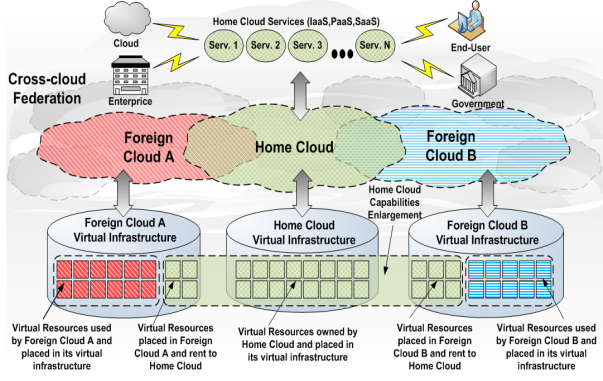 Home Cloud Services (IaaS,PaaS,SaaS)
Cloud
Serv. 1
Serv. 2
Serv. 3
Serv. N
End-User
Cross-cloud
Federation
Enterprice
Government
Foreign
Cloud A
Home Cloud
Foreign
Cloud B
Home Cloud
Capabilities
Enlargement
Foreign Cloud A
Virtual Infrastructure
Home Cloud
Virtual Infrastructure
Foreign Cloud B
Virtual Infrastructure
Virtual Resources used
by Foreign Cloud A and
placed in its virtual
infrastructure
Virtual Resources
placed in Foreign
Cloud A and rent to
Home Cloud
Virtual Resources owned by
Home Cloud and placed in
its virtual infrastructure
Virtual Resources
placed in Foreign
Cloud B and rent to
Home Cloud
Virtual Resources used
by Foreign Cloud B and
placed in its virtual
infrastructure